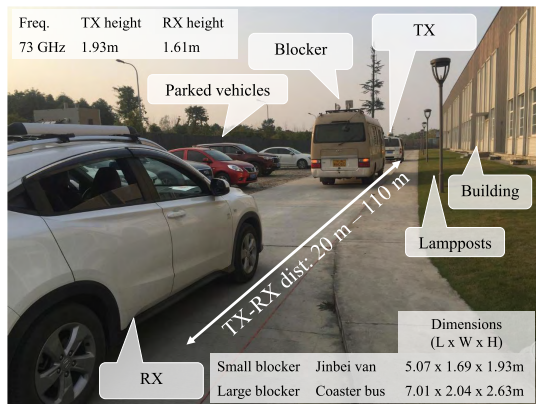 Freq. TX height RX height
73 GHz 1.93m 1.61m
TX
Blocker
Parked vehicles
Building
Lampposts
TX-RX dist: 20 m – 110 m
RX
Dimensions
(L x W x H)
Small blocker Jinbei van 5.07 x 1.69 x 1.93m
Large blocker Coaster bus 7.01 x 2.04 x 2.63m